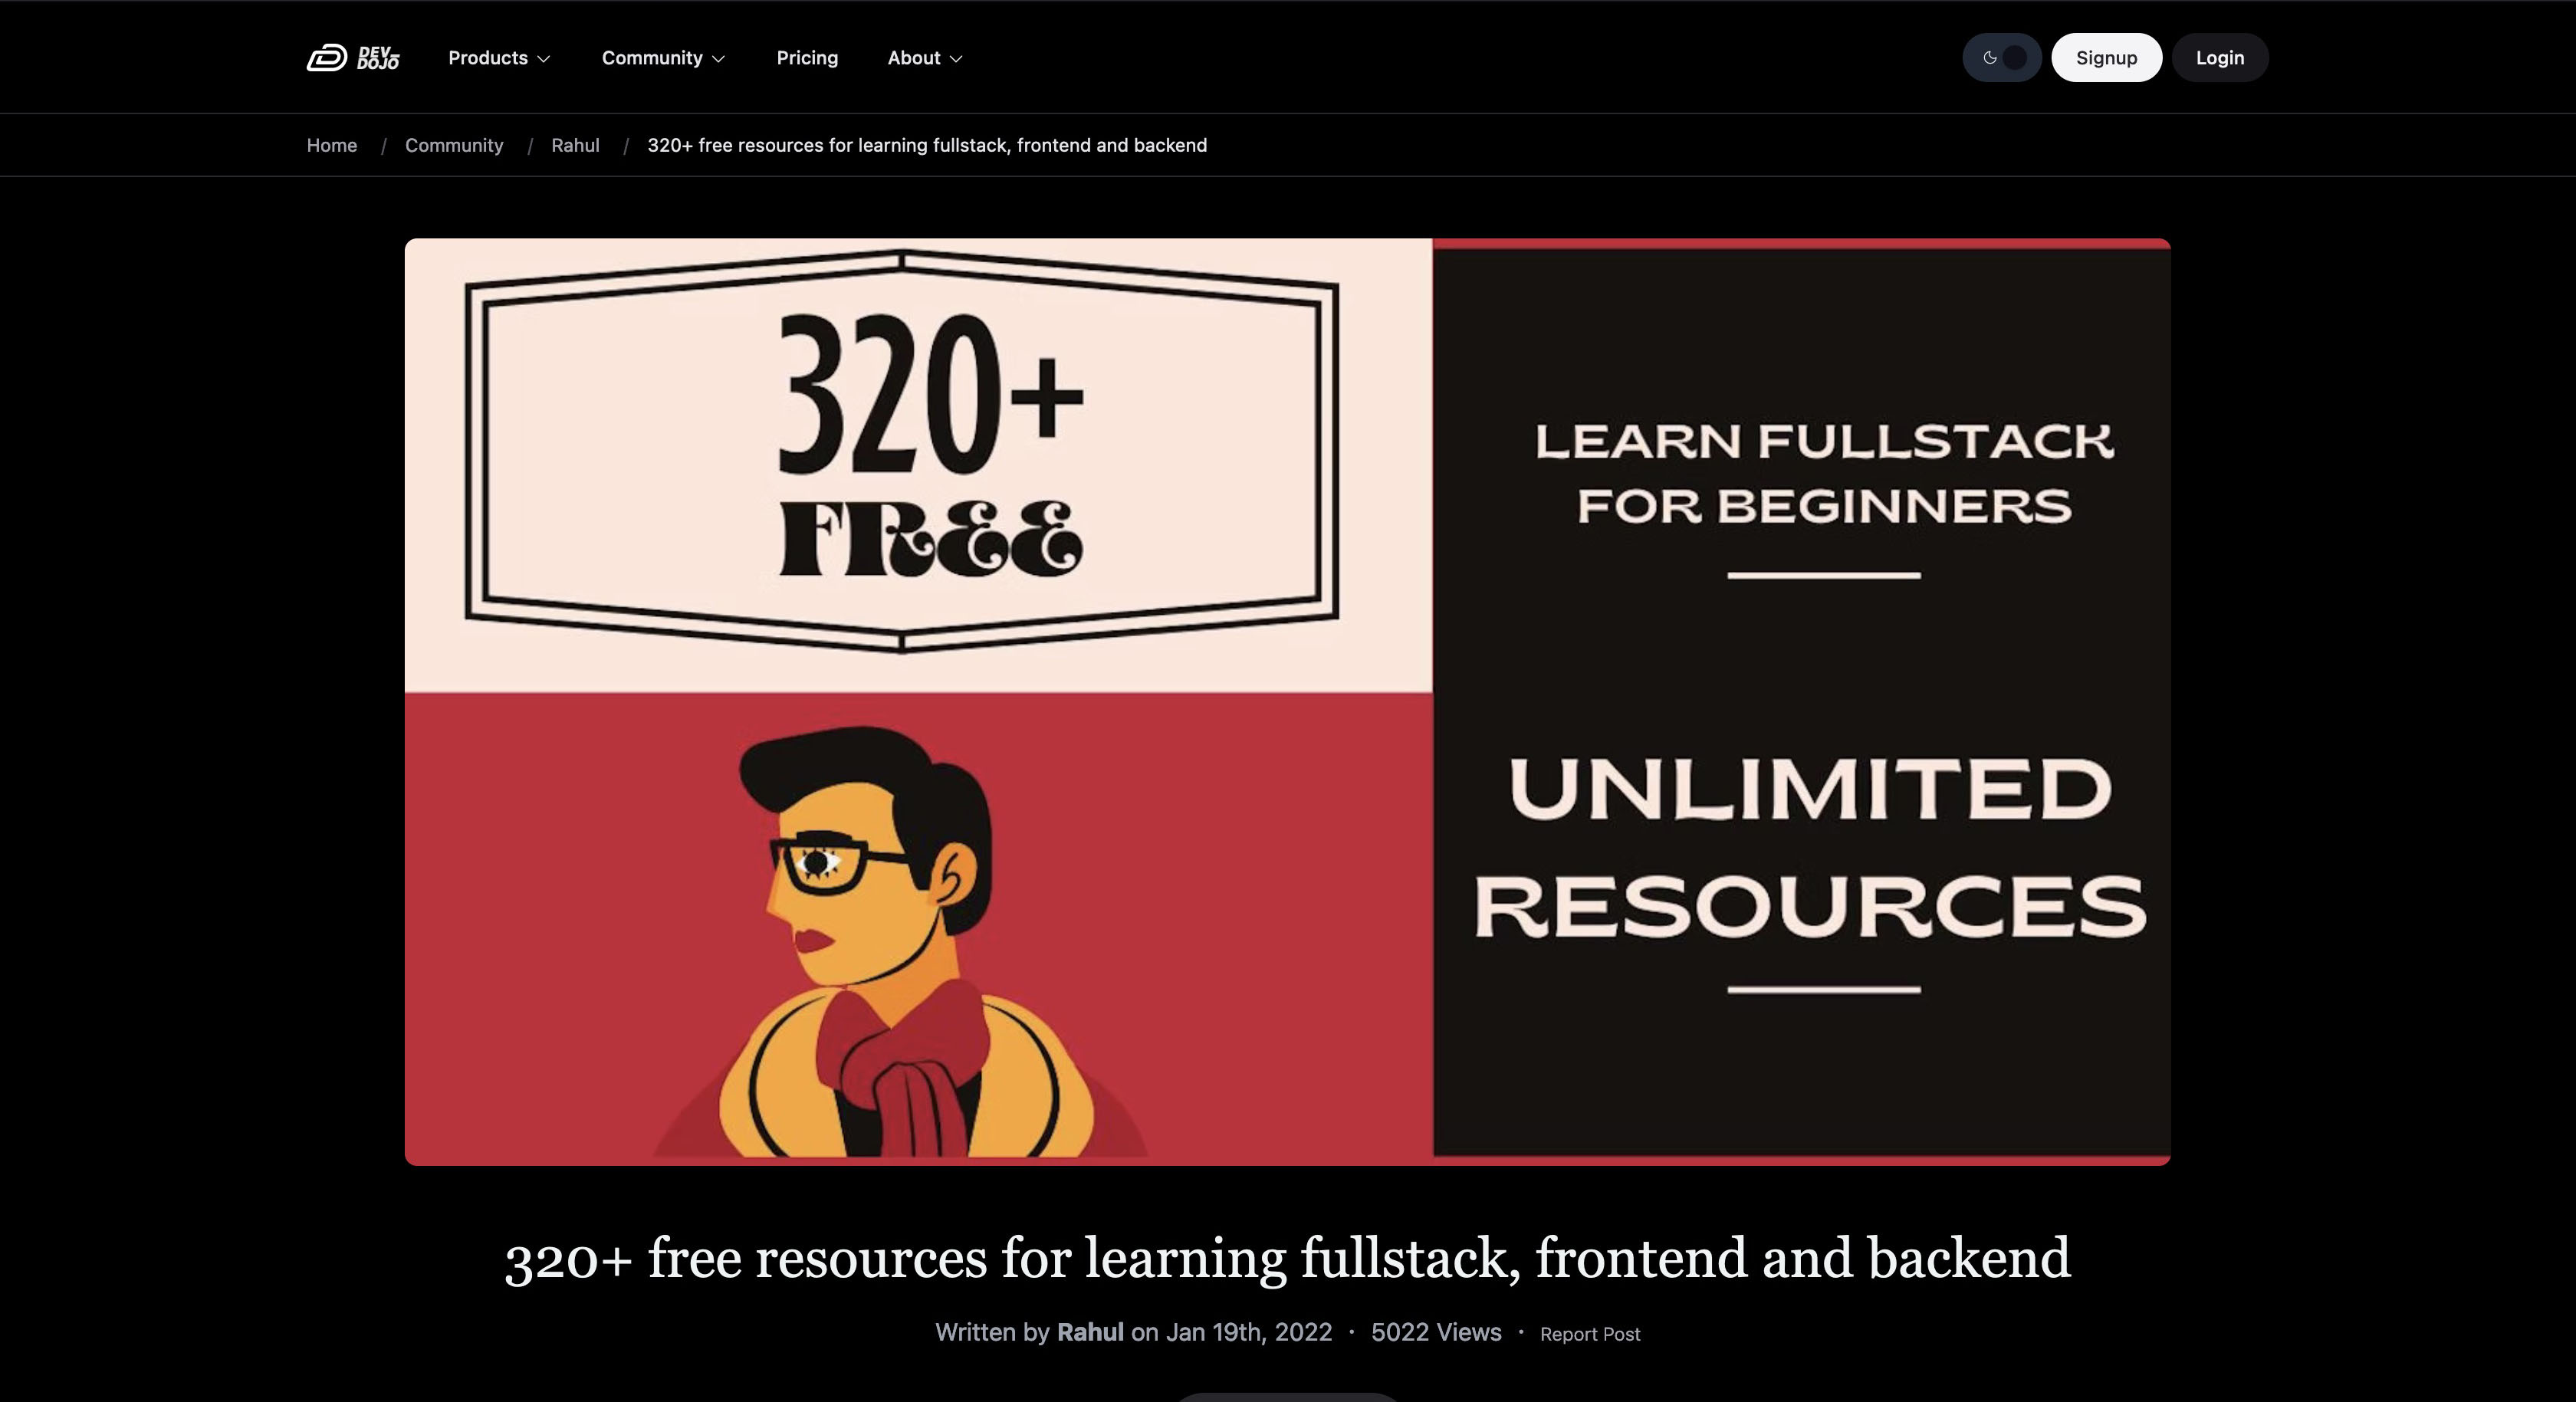 DEV
DOJO
Products
Community
Pricing
About
Signup
Login
Home / Community / Rahul / 320+ free resources for learning fullstack, frontend and backend
320+
FREE
LEARN FULLSTACK
FOR BEGINNERS
UNLIMITED
RESOURCES
320+ free resources for learning fullstack, frontend and backend
Written by Rahul on Jan 19th, 2022 · 5022 Views · Report Post